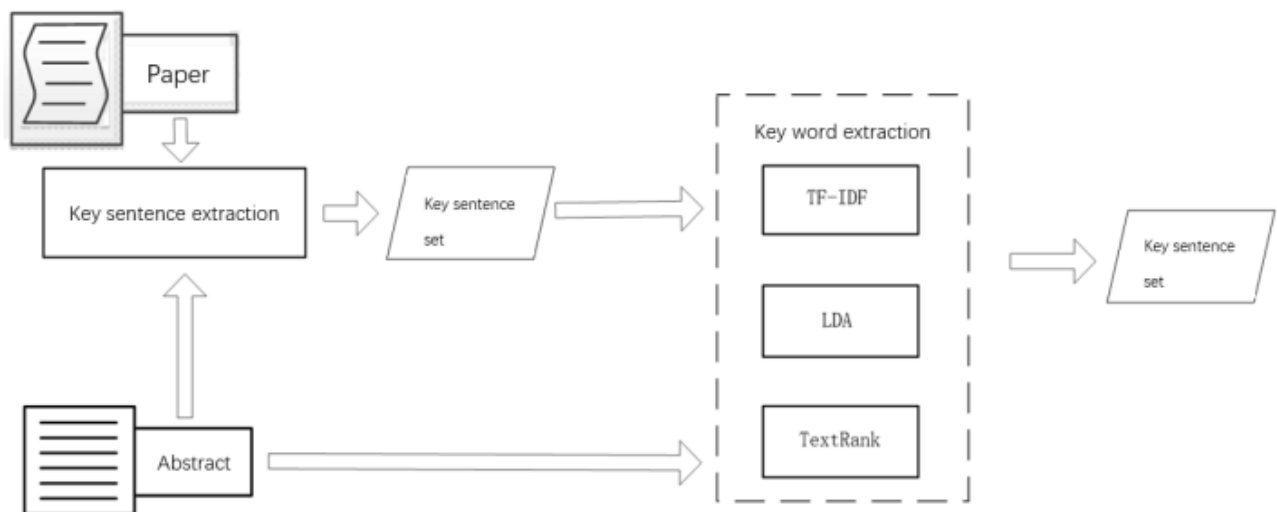 Paper
Key word extraction
Key sentence extraction
Key sentence
set
TF-IDF
Key sentence
set
LDA
TextRank
Abstract